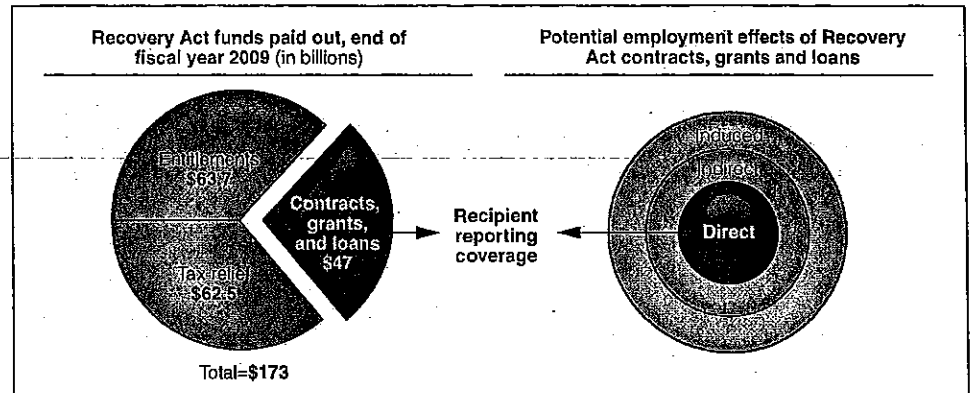 Recovery Act funds paid out, end of
fiscal year 2009 (in billions)
Entitlements
$63.7
Contracts,
grants,
and loans
$47
Tax relief
$62.5
Total=$173
Recipient
reporting
coverage
Potential employment effects of Recovery
Act contracts, grants and loans
Induced
Indirect
Direct